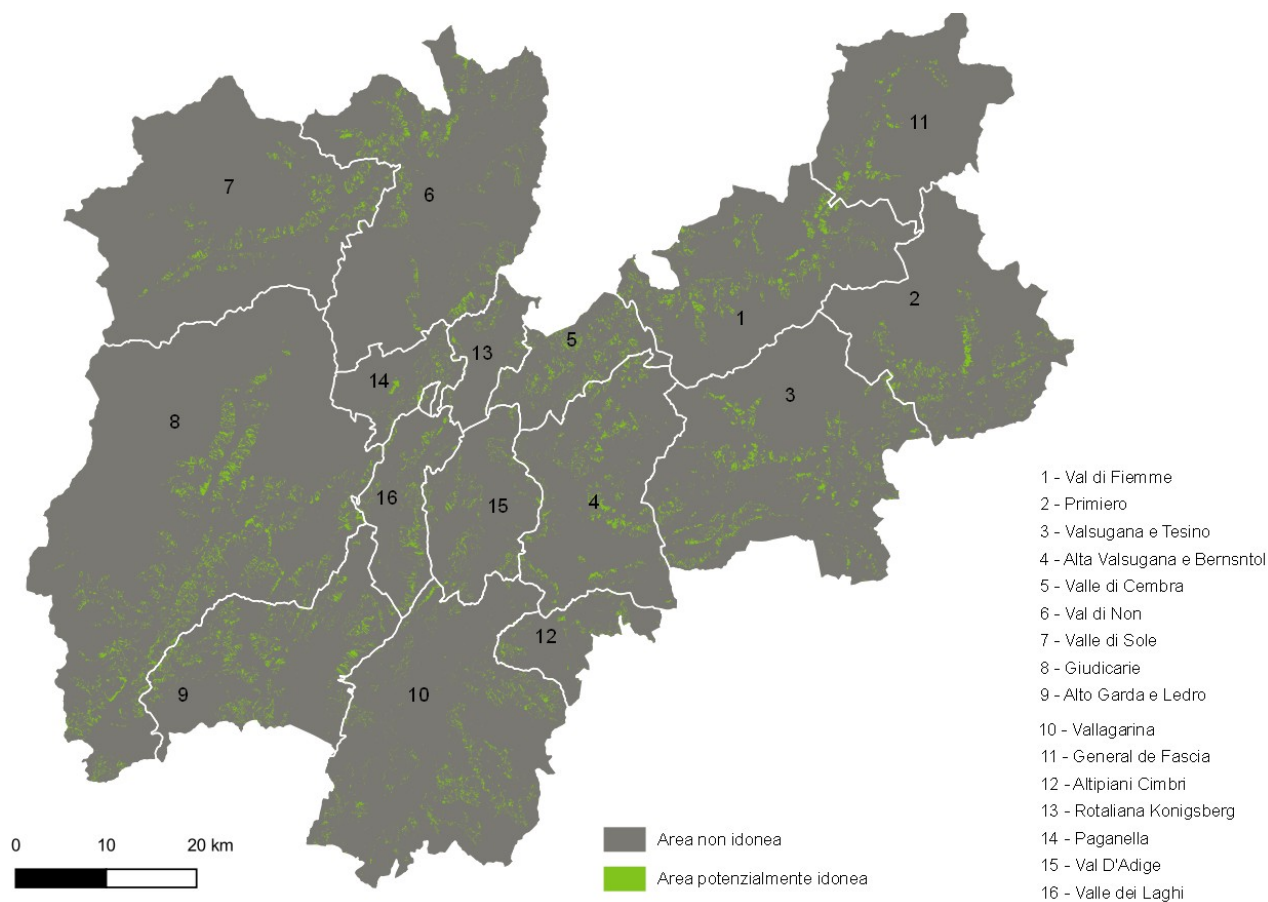 11
7
6
2
1
5
13
14
3
8
16
15
4
12
9
10
1 - Val di Fiemme
2 - Primiero
3 - Valsugana e Tesino
4 - Alta Valsugana e Bernsntol
5 - Valle di Cembra
6 - Val di Non
7 - Valle di Sole
8 - Giudicarie
9 - Alto Garda e Ledro
10 - Vallagarina
11 - General de Fascia
12 - Altipiani Cimbri
13 - Rotaliana Konigsberg
14 - Paganella
15 - Val D'Adige
16 - Valle dei Laghi
0 10 20 km
Area non idonea
Area potenzialmente idonea